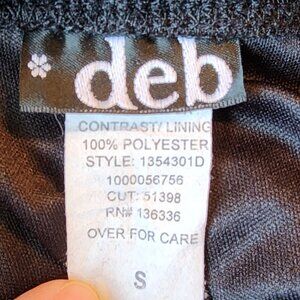 deb
CONTRAST/ LINING
100% POLYESTER
STYLE: 1354301D
1000056756
CUT: 51398
RN# 136336
OVER FOR CARE
S